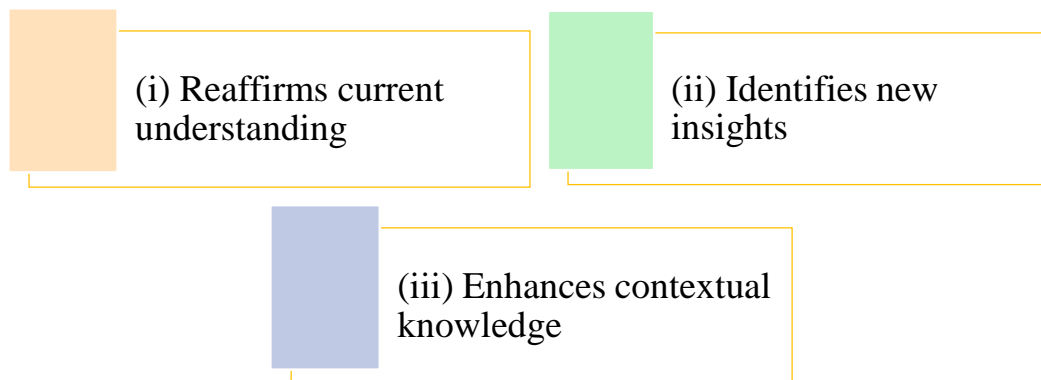 (i) Reaffirms current
understanding
(ii) Identifies new
insights
(iii) Enhances contextual
knowledge